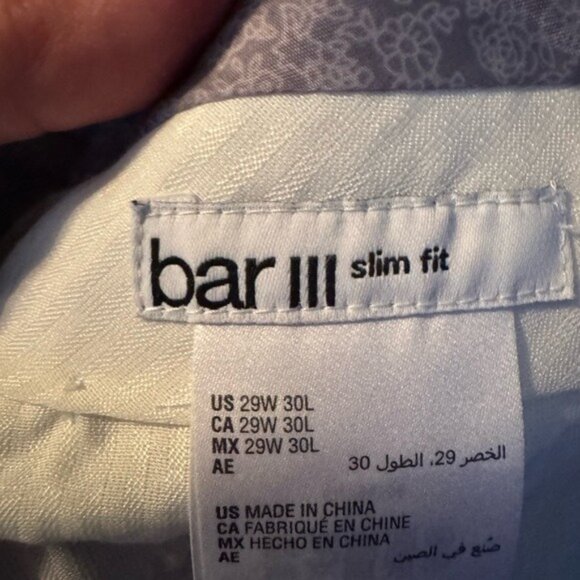 bar III slim fit
US 29W 30L
CA 29W 30L
MX 29W 30L
AE الخصر 29، الطول 30
US MADE IN CHINA
CA FABRIQUÉ EN CHINE
MX HECHO EN CHINA
AE صنع في الصين